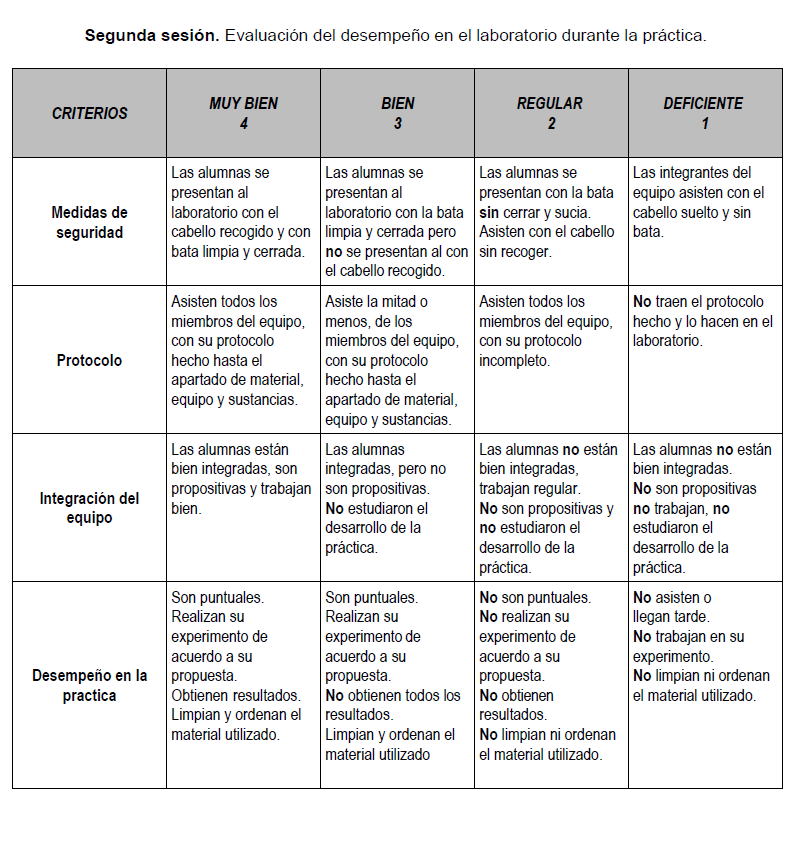 Segunda sesión. Evaluación del desempeño en el laboratorio durante la práctica.
CRITERIOS
MUY BIEN
4
BIEN
3
REGULAR
2
DEFICIENTE
1
Medidas de
seguridad
Las alumnas se
presentan al
laboratorio con el
cabello recogido y con
bata limpia y cerrada.
Las alumnas se
presentan al
laboratorio con la bata
limpia y cerrada pero
no se presentan al con
el cabello recogido.
Las alumnas se
presentan con la bata
sin cerrar y sucia.
Asisten con el cabello
sin recoger.
Las integrantes del
equipo asisten con el
cabello suelto y sin
bata.
Protocolo
Asisten todos los
miembros del equipo,
con su protocolo
hecho hasta el
apartado de material,
equipo y sustancias.
Asiste la mitad o
menos, de los
miembros del equipo,
con su protocolo
hecho hasta el
apartado de material,
equipo y sustancias.
Asisten todos los
miembros del equipo,
con su protocolo
incompleto.
No traen el protocolo
hecho y lo hacen en el
laboratorio.
Integración del
equipo
Las alumnas están
bien integradas, son
propositivas y trabajan
bien.
Las alumnas
integradas, pero no
son propositivas.
No estudiaron el
desarrollo de la
práctica.
Las alumnas no están
bien integradas,
trabajan regular.
No son propositivas y
no estudiaron el
desarrollo de la
práctica.
Las alumnas no están
bien integradas.
No son propositivas
no trabajan, no
estudiaron el
desarrollo de la
práctica.
Desempeño en la
practica
Son puntuales.
Realizan su
experimento de
acuerdo a su
propuesta.
Obtienen resultados.
Limpian y ordenan el
material utilizado.
Son puntuales.
Realizan su
experimento de
acuerdo a su
propuesta.
No obtienen todos los
resultados.
Limpian y ordenan el
material utilizado
No son puntuales.
No realizan su
experimento de
acuerdo a su
propuesta.
No obtienen
resultados.
No limpian ni ordenan
el material utilizado.
No asisten o
llegan tarde.
No trabajan en su
experimento.
No limpian ni ordenan
el material utilizado.